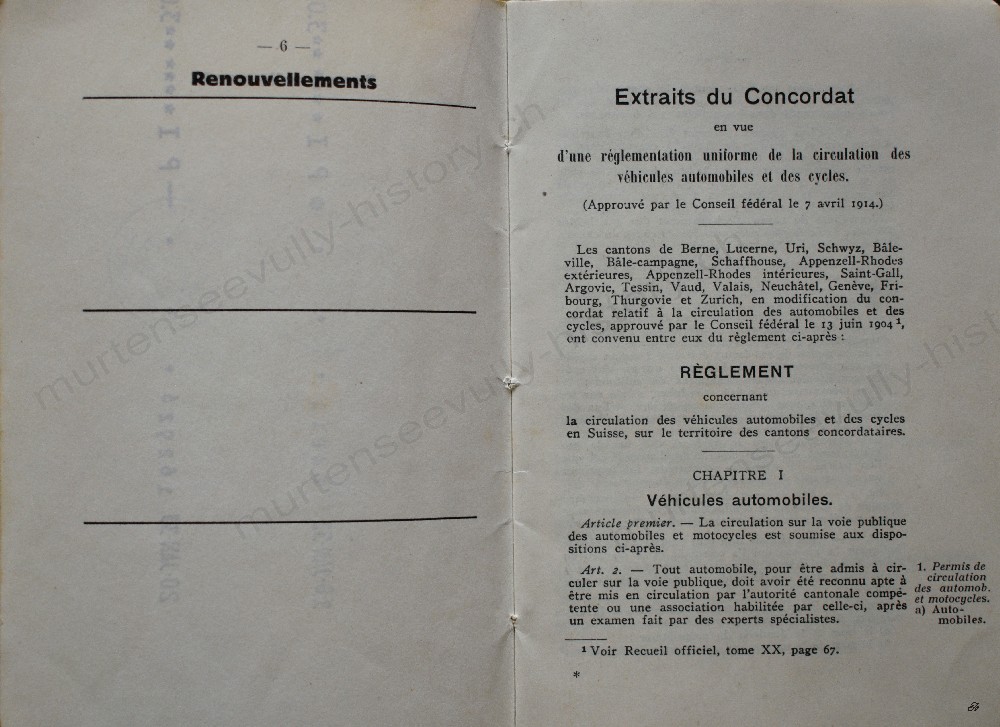 — 6 —
Renouvellements
Extraits du Concordat
en vue
d'une réglementation uniforme de la circulation des
véhicules automobiles et des cycles.
(Approuvé par le Conseil fédéral le 7 avril 1914.)
Les cantons de Berne, Lucerne, Uri, Schwyz, Bâle-
ville, Bâle-campagne, Schaffhouse, Appenzell-Rhodes
extérieures, Appenzell-Rhodes intérieures, Saint-Gall,
Argovie, Tessin, Vaud, Valais, Neuchâtel, Genève, Fri-
bourg, Thurgovie et Zurich, en modification du con-
cordat relatif à la circulation des automobiles et des
cycles, approuvé par le Conseil fédéral le 13 juin 1904 ¹,
ont convenu entre eux du règlement ci-après :
RÈGLEMENT
concernant
la circulation des véhicules automobiles et des cycles
en Suisse, sur le territoire des cantons concordataires.
CHAPITRE I
Véhicules automobiles.
Article premier. — La circulation sur la voie publique
des automobiles et motocycles est soumise aux dispo-
sitions ci-après.
Art. 2. — Tout automobile, pour être admis à cir-
culer sur la voie publique, doit avoir été reconnu apte à
être mis en circulation par l'autorité cantonale compé-
tente ou une association habilitée par celle-ci, après
un examen fait par des experts spécialistes.
1. Permis de
circulation
des automob.
et motocycles.
a) Auto-
mobiles.
¹ Voir Recueil officiel, tome XX, page 67.
*
murtenseevully-history.ch
murtenseevully-history